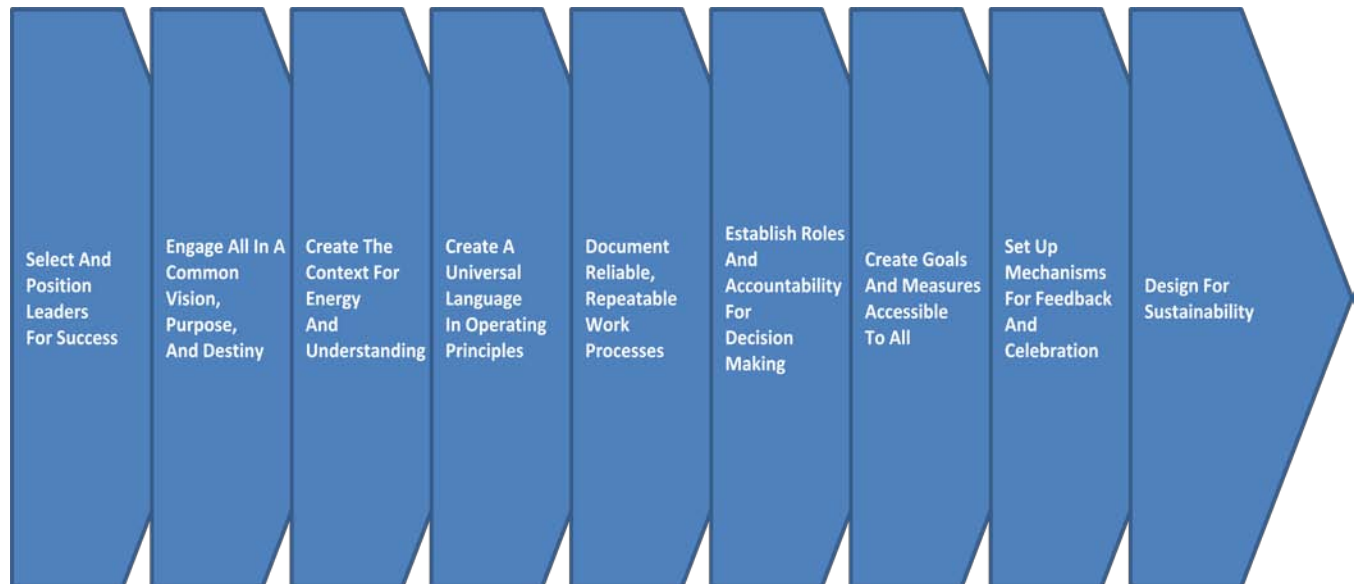 Select And
Position
Leaders
For Success
Engage All In A
Common
Vision,
Purpose,
And Destiny
Create The
Context For
Energy
And
Understanding
Create A
Universal
Language
In Operating
Principles
Document
Reliable,
Repeatable
Work
Processes
Establish Roles
And
Accountability
For
Decision
Making
Create Goals
And Measures
Accessible
To All
Set Up
Mechanisms
For Feedback
And
Celebration
Design For
Sustainability